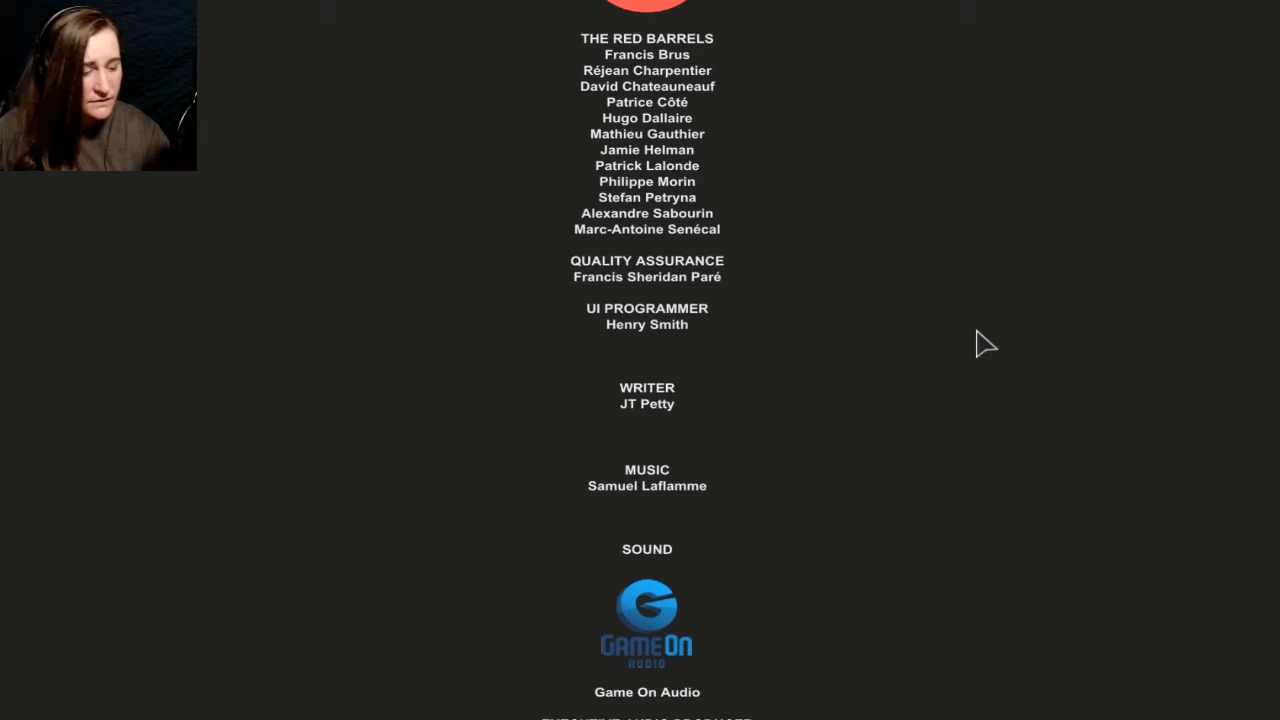 THE RED BARRELS
Francis Brus
Réjean Charpentier
David Chateauneauf
Patrice Côté
Hugo Dallaire
Mathieu Gauthier
Jamie Helman
Patrick Lalonde
Philippe Morin
Stefan Petryna
Alexandre Sabourin
Marc-Antoine Senécal
QUALITY ASSURANCE
Francis Sheridan Paré
UI PROGRAMMER
Henry Smith
WRITER
JT Petty
MUSIC
Samuel Laflamme
SOUND
GAMEON
AUDIO
Game On Audio